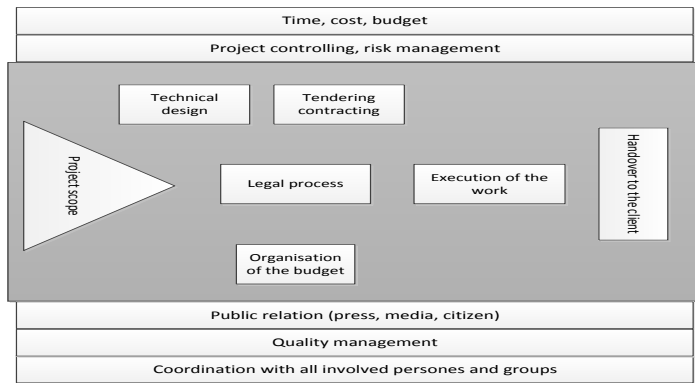 Time, cost, budget
Project controlling, risk management
Technical
design
Tendering
contracting
Project scope
Legal process
Execution of the
work
Handover to the client
Organisation
of the budget
Public relation (press, media, citizen)
Quality management
Coordination with all involved persones and groups